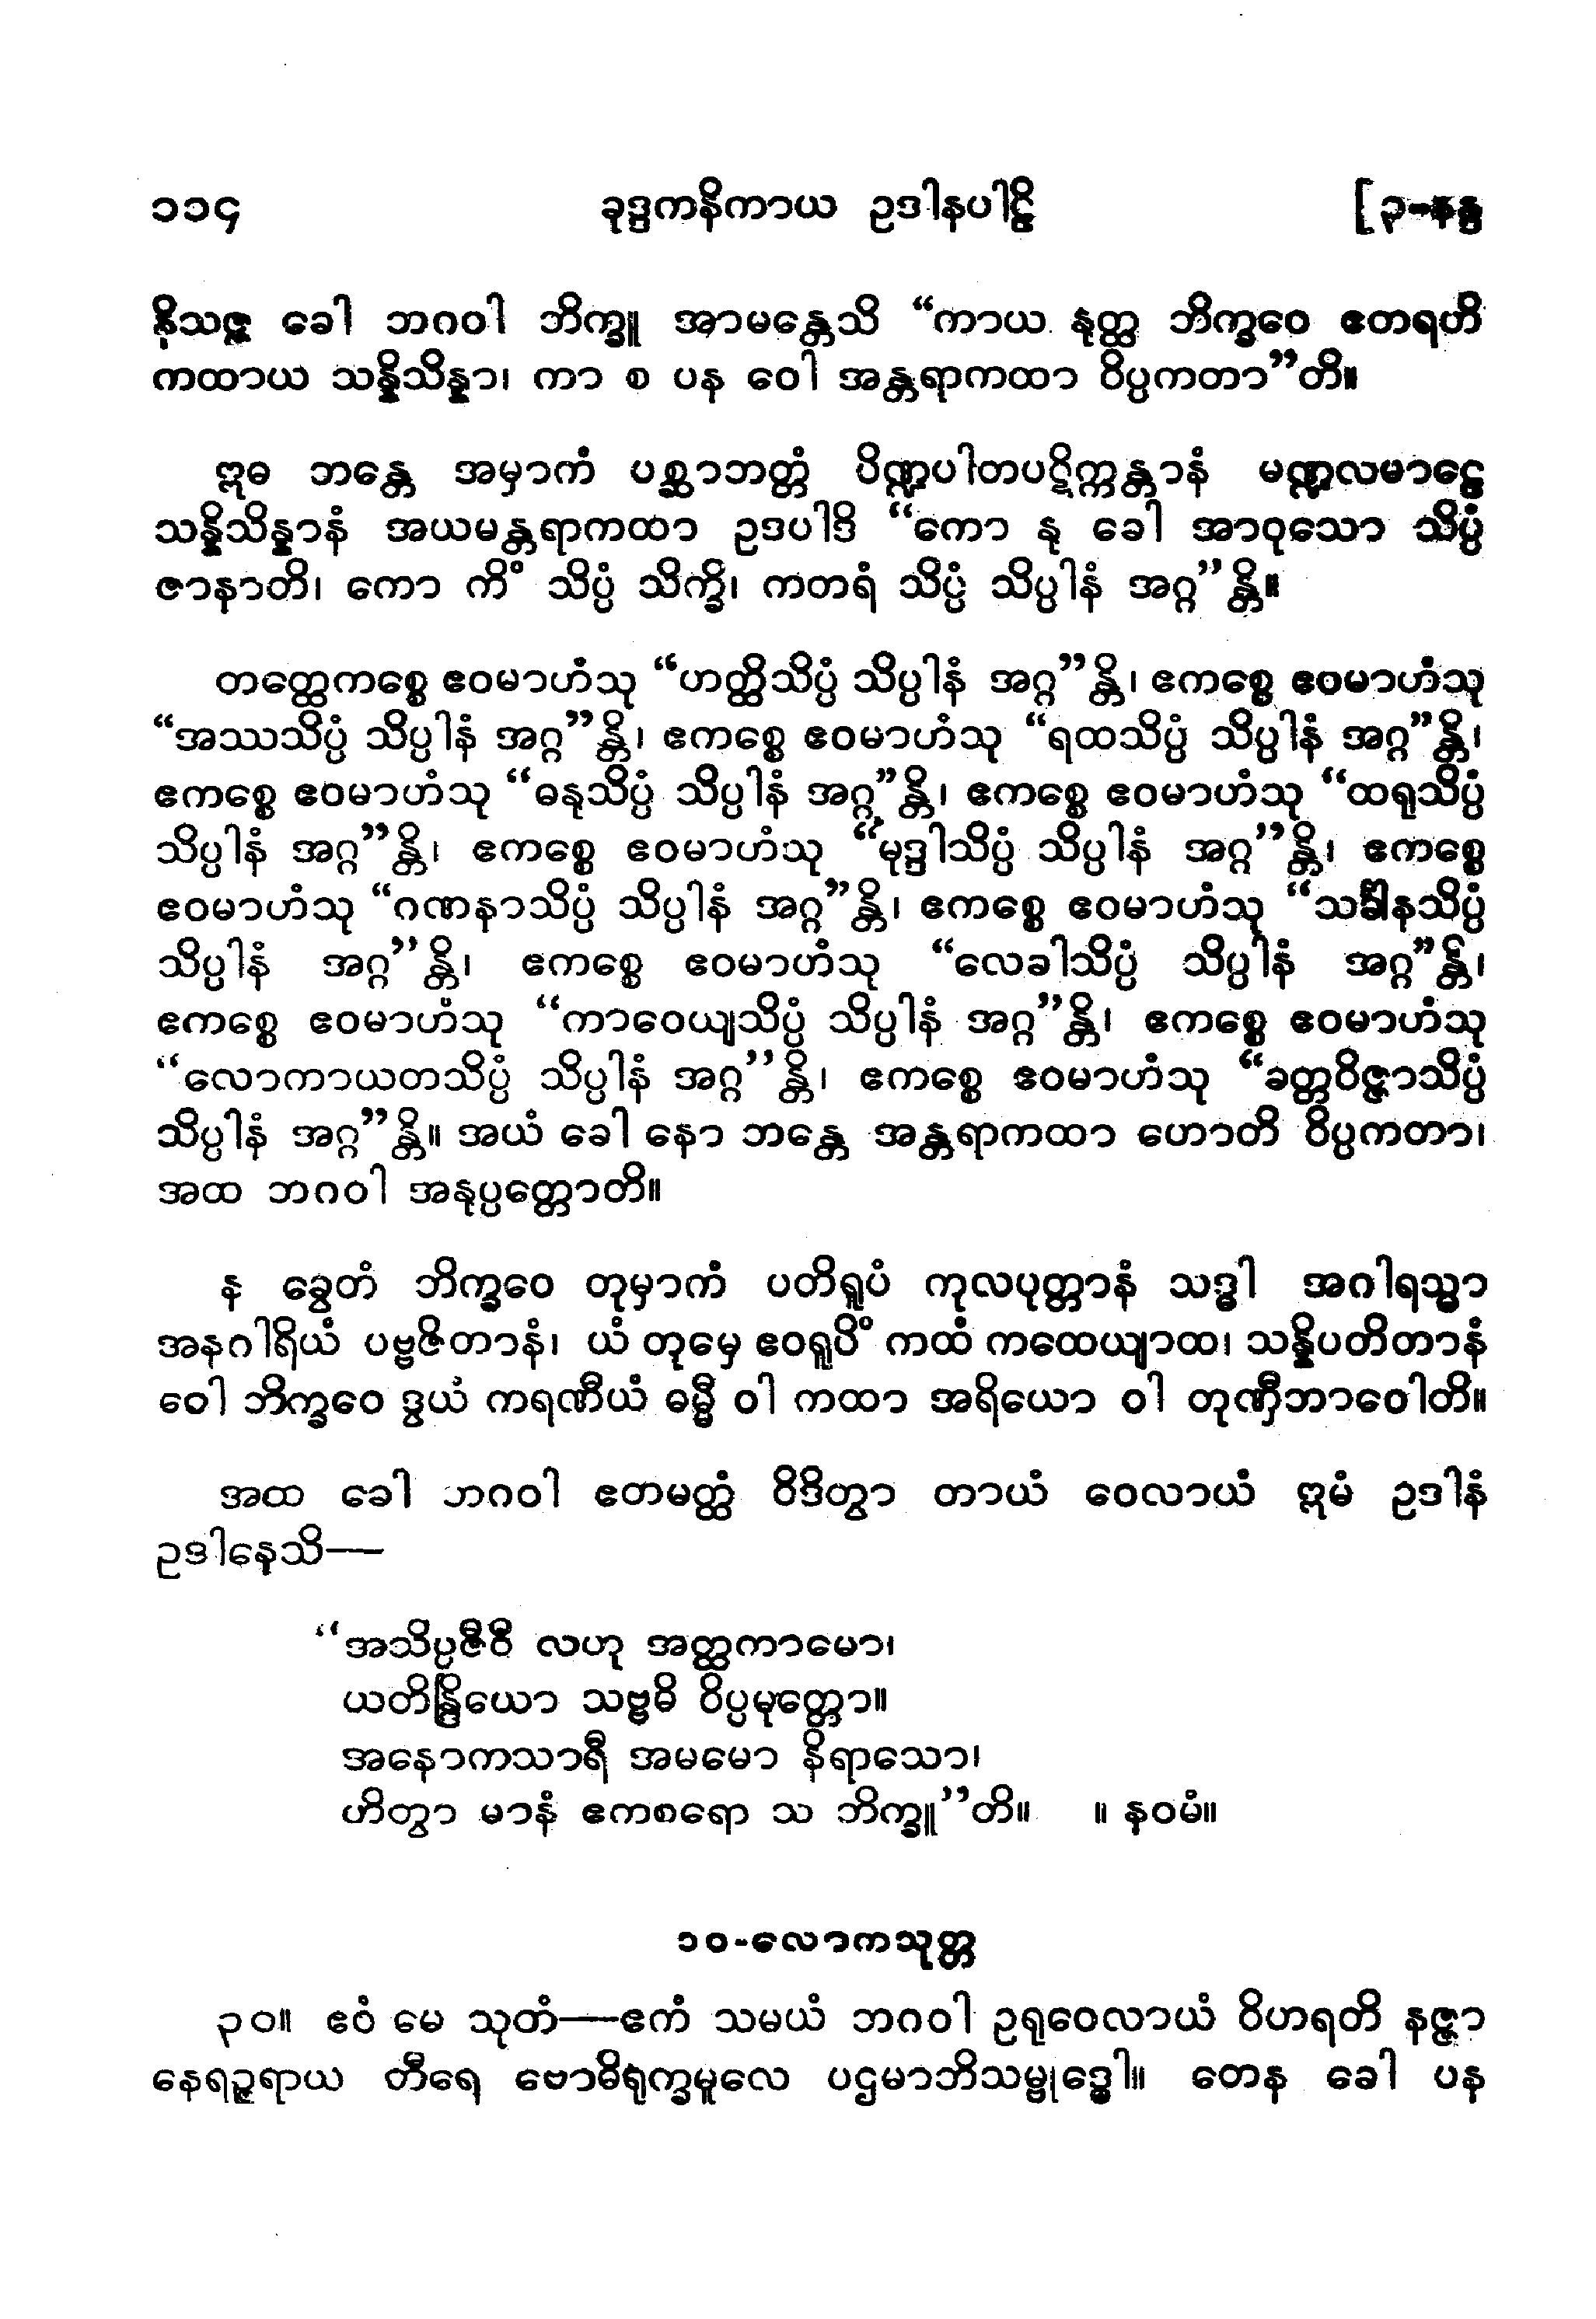 ၁၁၄ ခုဒ္ဒကနိကာယ ဥဒါနပါဠိ [၃-နန္ဒ
နိသဇ္ဇ ခေါ ဘဂဝါ ဘိက္ခူ အာမန္တေသိ “ကာယ နုတ္ထ ဘိက္ခဝေ ဧတရဟိ
ကထာယ သန္နိသိန္နာ၊ ကာ စ ပန ဝေါ အန္တရာကထာ ဝိပ္ပကတာ”တိ။
ဣဓ ဘန္တေ အမှာကံ ပစ္ဆာဘတ္တံ ပိဏ္ဍပါတပဋိက္ကန္တာနံ မဏ္ဍလမာဠေ
သန္နိသိန္နာနံ အယမန္တရာကထာ ဥဒပါဒိ “ကော နု ခေါ အာဝုသော သိပ္ပံ
ဇာနာတိ၊ ကော ကိံ သိပ္ပံ သိက္ခိ၊ ကတရံ သိပ္ပံ သိပ္ပါနံ အဂ္ဂ”န္တိ။
တတ္ထေကစ္စေ ဧဝမာဟံသု “ဟတ္ထိသိပ္ပံ သိပ္ပါနံ အဂ္ဂ”န္တိ၊ ဧကစ္စေ ဧဝမာဟံသု
“အဿသိပ္ပံ သိပ္ပါနံ အဂ္ဂ”န္တိ၊ ဧကစ္စေ ဧဝမာဟံသု “ရထသိပ္ပံ သိပ္ပါနံ အဂ္ဂ”န္တိ၊
ဧကစ္စေ ဧဝမာဟံသု “ဓနုသိပ္ပံ သိပ္ပါနံ အဂ္ဂ”န္တိ၊ ဧကစ္စေ ဧဝမာဟံသု “ထရုသိပ္ပံ
သိပ္ပါနံ အဂ္ဂ”န္တိ၊ ဧကစ္စေ ဧဝမာဟံသု “မုဒ္ဒါသိပ္ပံ သိပ္ပါနံ အဂ္ဂ”န္တိ၊ ဧကစ္စေ
ဧဝမာဟံသု “ဂဏနာသိပ္ပံ သိပ္ပါနံ အဂ္ဂ”န္တိ၊ ဧကစ္စေ ဧဝမာဟံသု “သင်္ခါနသိပ္ပံ
သိပ္ပါနံ အဂ္ဂ”န္တိ၊ ဧကစ္စေ ဧဝမာဟံသု “လေခါသိပ္ပံ သိပ္ပါနံ အဂ္ဂ”န္တိ၊
ဧကစ္စေ ဧဝမာဟံသု “ကာဝေယျသိပ္ပံ သိပ္ပါနံ အဂ္ဂ”န္တိ၊ ဧကစ္စေ ဧဝမာဟံသု
“လောကာယတသိပ္ပံ သိပ္ပါနံ အဂ္ဂ”န္တိ၊ ဧကစ္စေ ဧဝမာဟံသု “ခတ္တဝိဇ္ဇာသိပ္ပံ
သိပ္ပါနံ အဂ္ဂ”န္တိ။ အယံ ခေါ နော ဘန္တေ အန္တရာကထာ ဟောတိ ဝိပ္ပကတာ၊
အထ ဘဂဝါ အနုပ္ပတ္တောတိ။
န ခွေတံ ဘိက္ခဝေ တုမှာကံ ပတိရူပံ ကုလပုတ္တာနံ သဒ္ဓါ အဂါရသ္မာ
အနဂါရိယံ ပဗ္ဗဇိတာနံ၊ ယံ တုမှေ ဧဝရူပိံ ကထံ ကထေယျာထ၊ သန္နိပတိတာနံ
ဝေါ ဘိက္ခဝေ ဒွယံ ကရဏီယံ ဓမ္မီ ဝါ ကထာ အရိယော ဝါ တုဏှီဘာဝေါတိ။
အထ ခေါ ဘဂဝါ ဧတမတ္ထံ ဝိဒိတွာ တာယံ ဝေလာယံ ဣမံ ဥဒါနံ
ဥဒါနေသိ—
“အသိပ္ပဇီဝီ လဟု အတ္ထကာမော၊
ယတိန္ဒြိယော သဗ္ဗဓိ ဝိပ္ပမုတ္တော။
အနောကသာရီ အမမော နိရာသော၊
ဟိတွာ မာနံ ဧကစရော သ ဘိက္ခူ”တိ။ ။ နဝမံ။
၁၀-လောကသုတ္တ
၃၀။ ဧဝံ မေ သုတံ—ဧကံ သမယံ ဘဂဝါ ဥရုဝေလာယံ ဝိဟရတိ နဇ္ဇာ
နေရဉ္ဇရာယ တီရေ ဗောဓိရုက္ခမူလေ ပဌမာဘိသမ္ဗုဒ္ဓေါ။ တေန ခေါ ပန